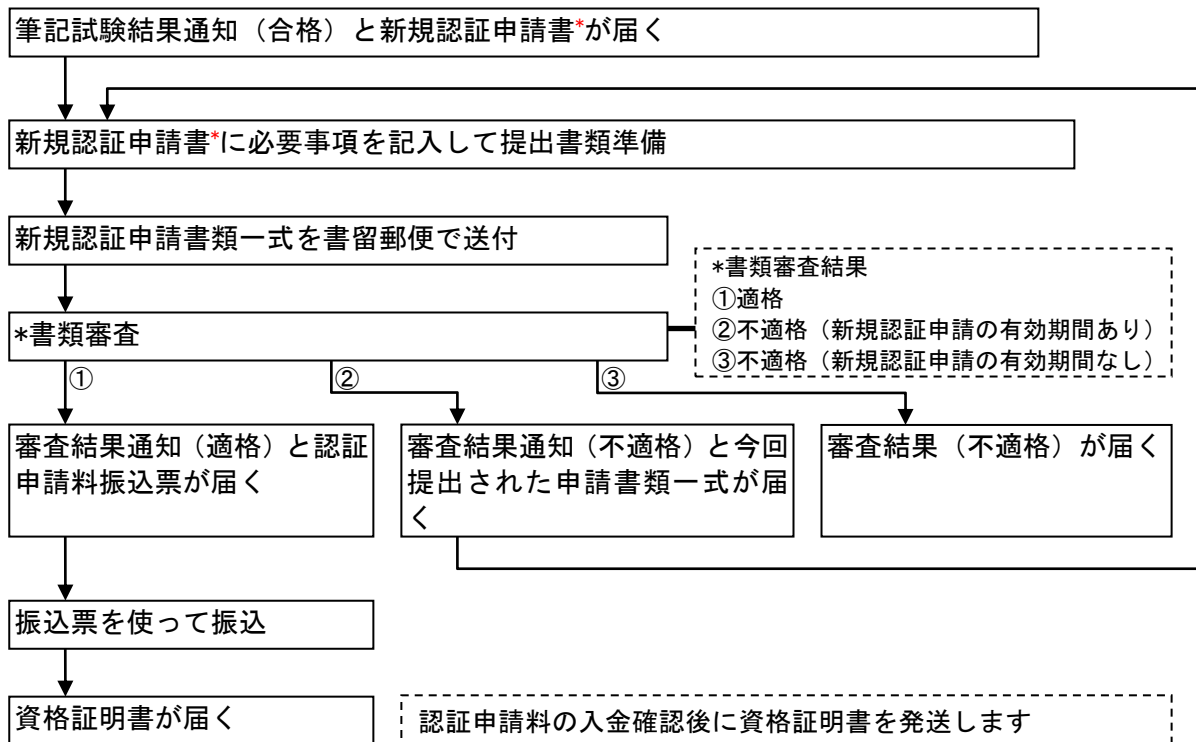 筆記試験結果通知（合格）と新規認証申請書*が届く
新規認証申請書*に必要事項を記入して提出書類準備
新規認証申請書類一式を書留郵便で送付
*書類審査結果
①適格
②不適格（新規認証申請の有効期間あり）
③不適格（新規認証申請の有効期間なし）
*書類審査
①
②
③
審査結果通知（適格）と認証
申請料振込票が届く
審査結果通知（不適格）と今回
提出された申請書類一式が届
く
審査結果（不適格）が届く
振込票を使って振込
資格証明書が届く
認証申請料の入金確認後に資格証明書を発送します